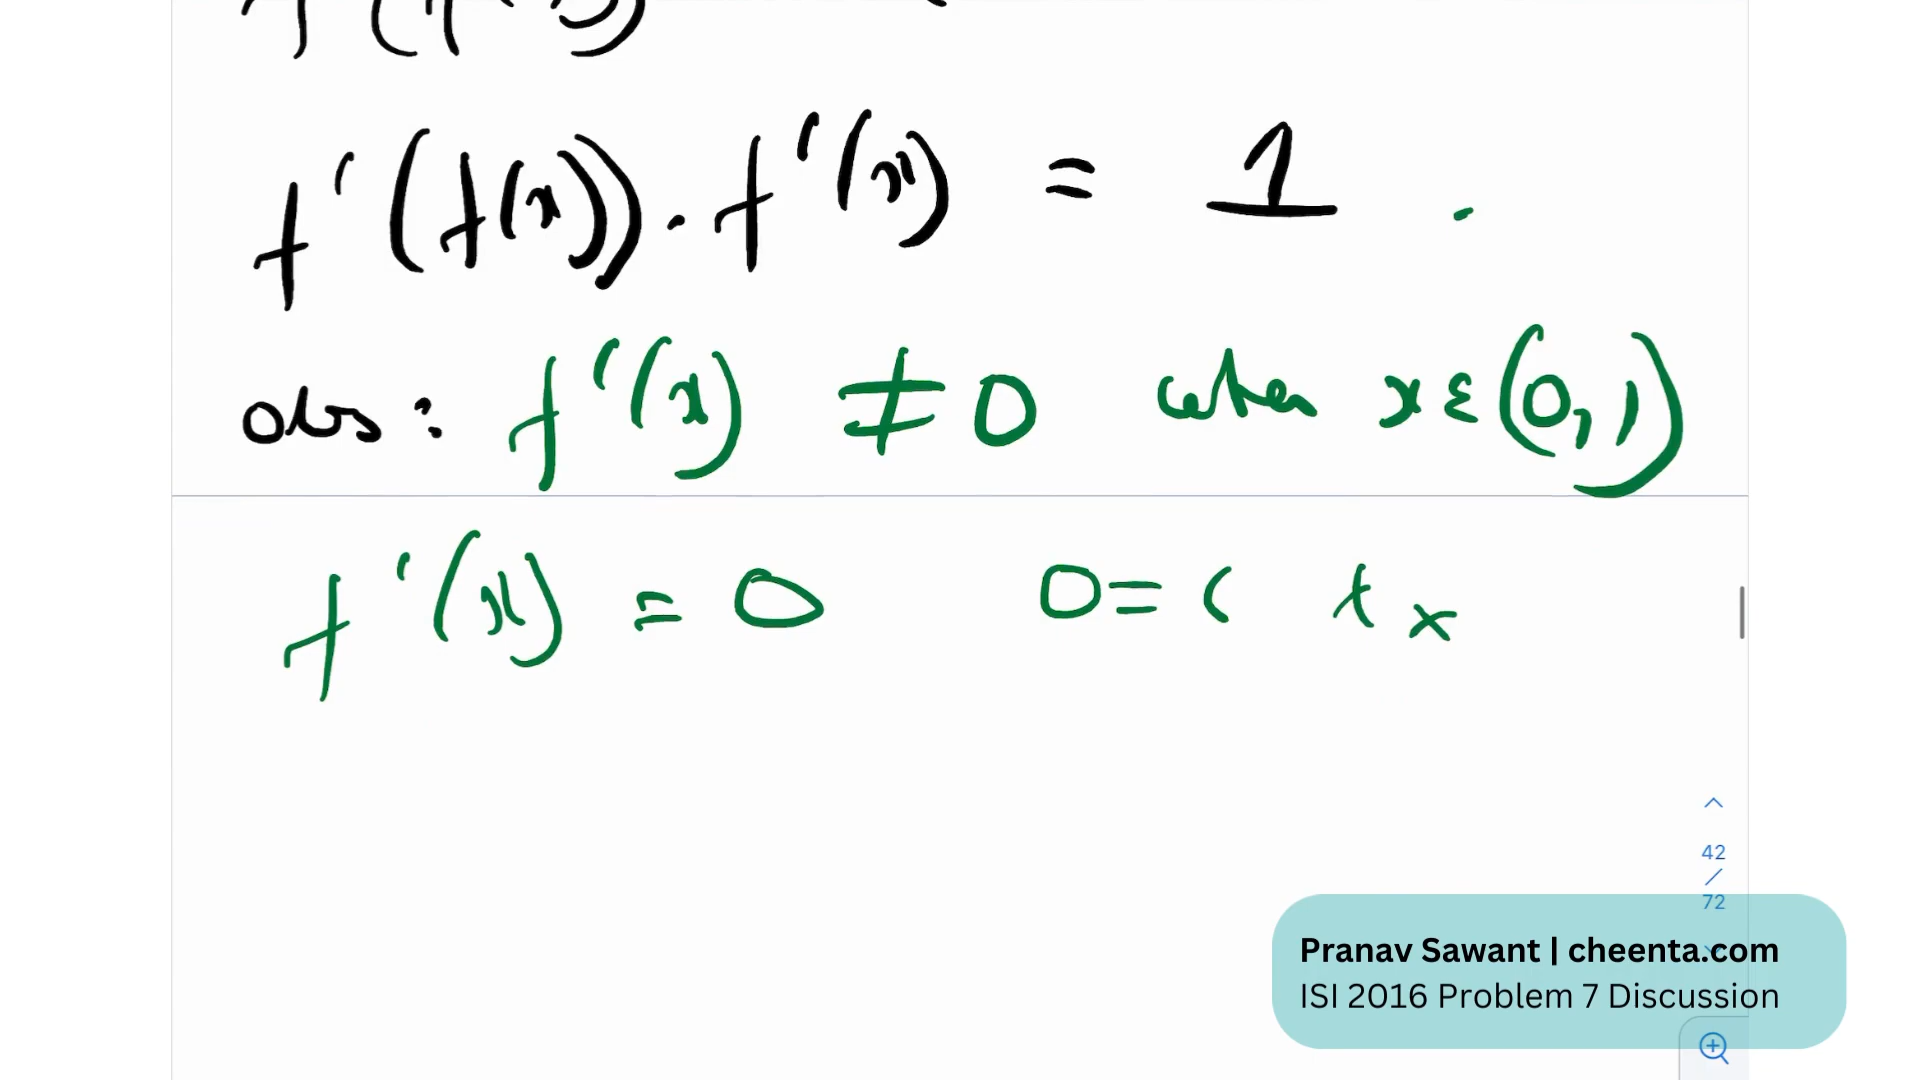 f'(f(x)) . f'(x) = 1 .
obs : f'(x) ≠ 0 when x ε (0, 1)
f'(x) = 0 0 = ( t x
42
/
72
Pranav Sawant | cheenta.com
ISI 2016 Problem 7 Discussion